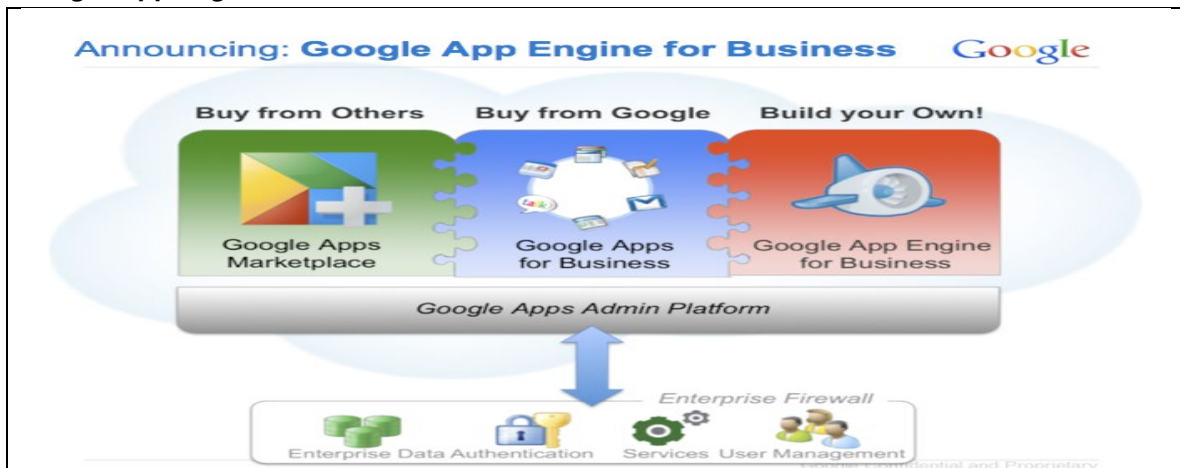 Announcing: Google App Engine for Business
Google
Buy from Others
Buy from Google
Build your Own!
talk
Google Apps
Marketplace
Google Apps
for Business
Google App Engine
for Business
Google Apps Admin Platform
Enterprise Firewall
Enterprise Data
Authentication
Services
User Management
Google Confidential and Proprietary